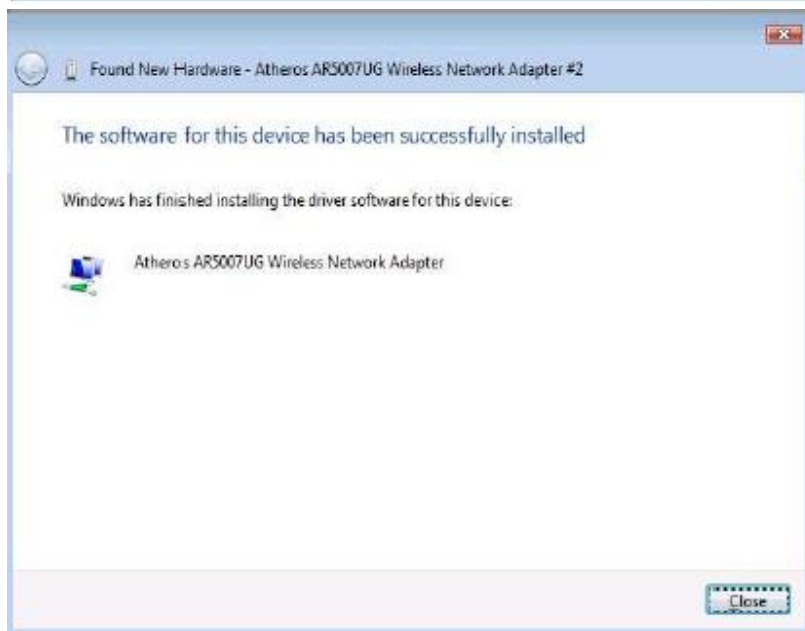 Found New Hardware - Atheros AR5007UG Wireless Network Adapter #2
The software for this device has been successfully installed
Windows has finished installing the driver software for this device:
Atheros AR5007UG Wireless Network Adapter
Close